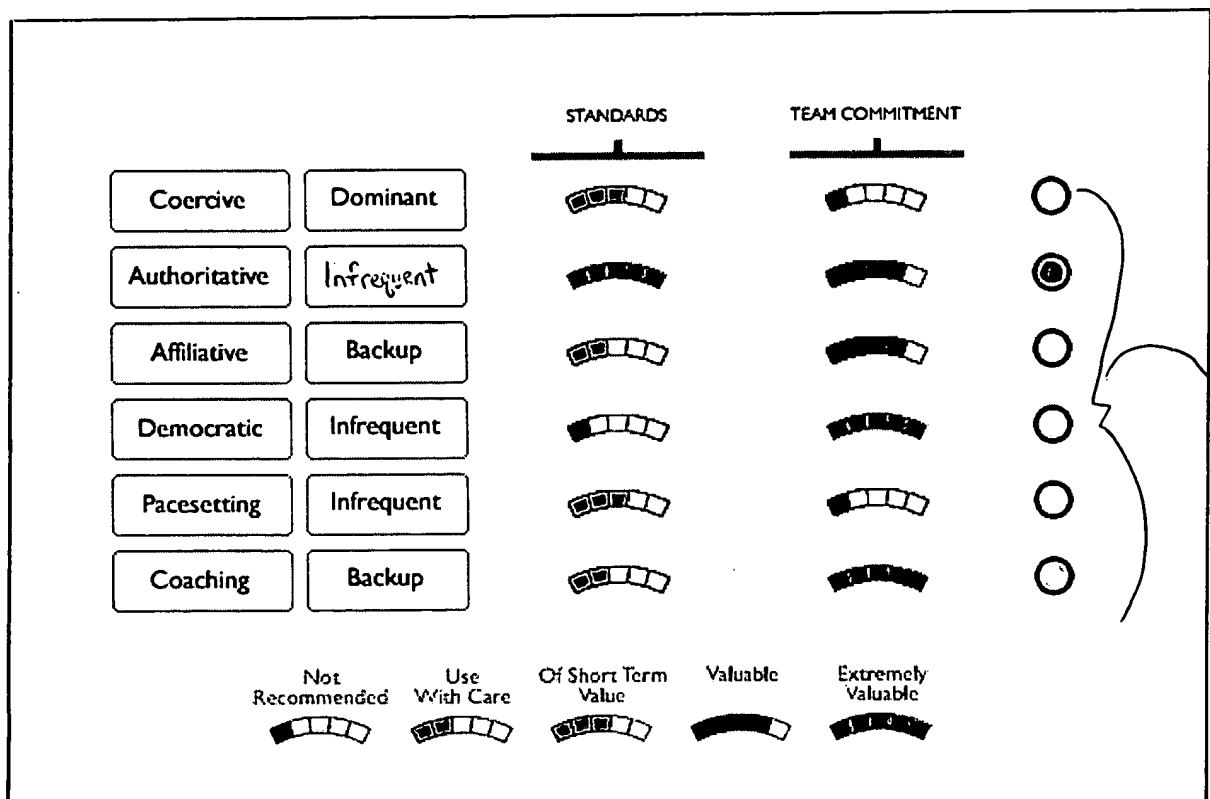 STANDARDS TEAM COMMITMENT
Coercive Dominant
Authoritative Infrequent
Affiliative Backup
Democratic Infrequent
Pacesetting Infrequent
Coaching Backup
Not Use Of Short Term Valuable Extremely
Recommended With Care Value Valuable